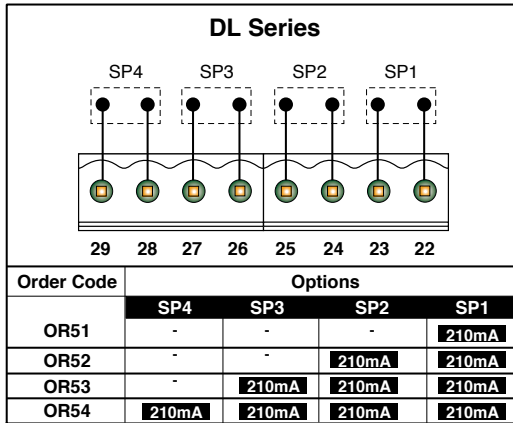 DL Series
SP4 SP3 SP2 SP1
29 28 27 26 25 24 23 22
Order Code Options
SP4 SP3 SP2 SP1
OR51 - - - 210mA
OR52 - - 210mA 210mA
OR53 - 210mA 210mA 210mA
OR54 210mA 210mA 210mA 210mA